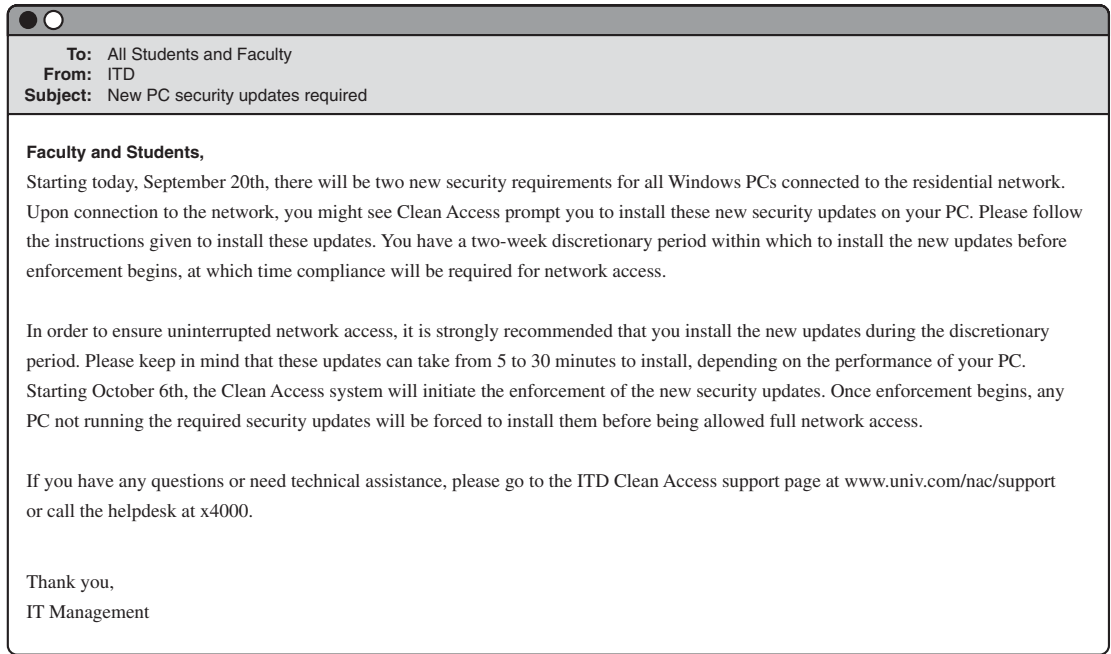 To: All Students and Faculty
From: ITD
Subject: New PC security updates required
Faculty and Students,
Starting today, September 20th, there will be two new security requirements for all Windows PCs connected to the residential network.
Upon connection to the network, you might see Clean Access prompt you to install these new security updates on your PC. Please follow
the instructions given to install these updates. You have a two-week discretionary period within which to install the new updates before
enforcement begins, at which time compliance will be required for network access.
In order to ensure uninterrupted network access, it is strongly recommended that you install the new updates during the discretionary
period. Please keep in mind that these updates can take from 5 to 30 minutes to install, depending on the performance of your PC.
Starting October 6th, the Clean Access system will initiate the enforcement of the new security updates. Once enforcement begins, any
PC not running the required security updates will be forced to install them before being allowed full network access.
If you have any questions or need technical assistance, please go to the ITD Clean Access support page at www.univ.com/nac/support
or call the helpdesk at x4000.
Thank you,
IT Management